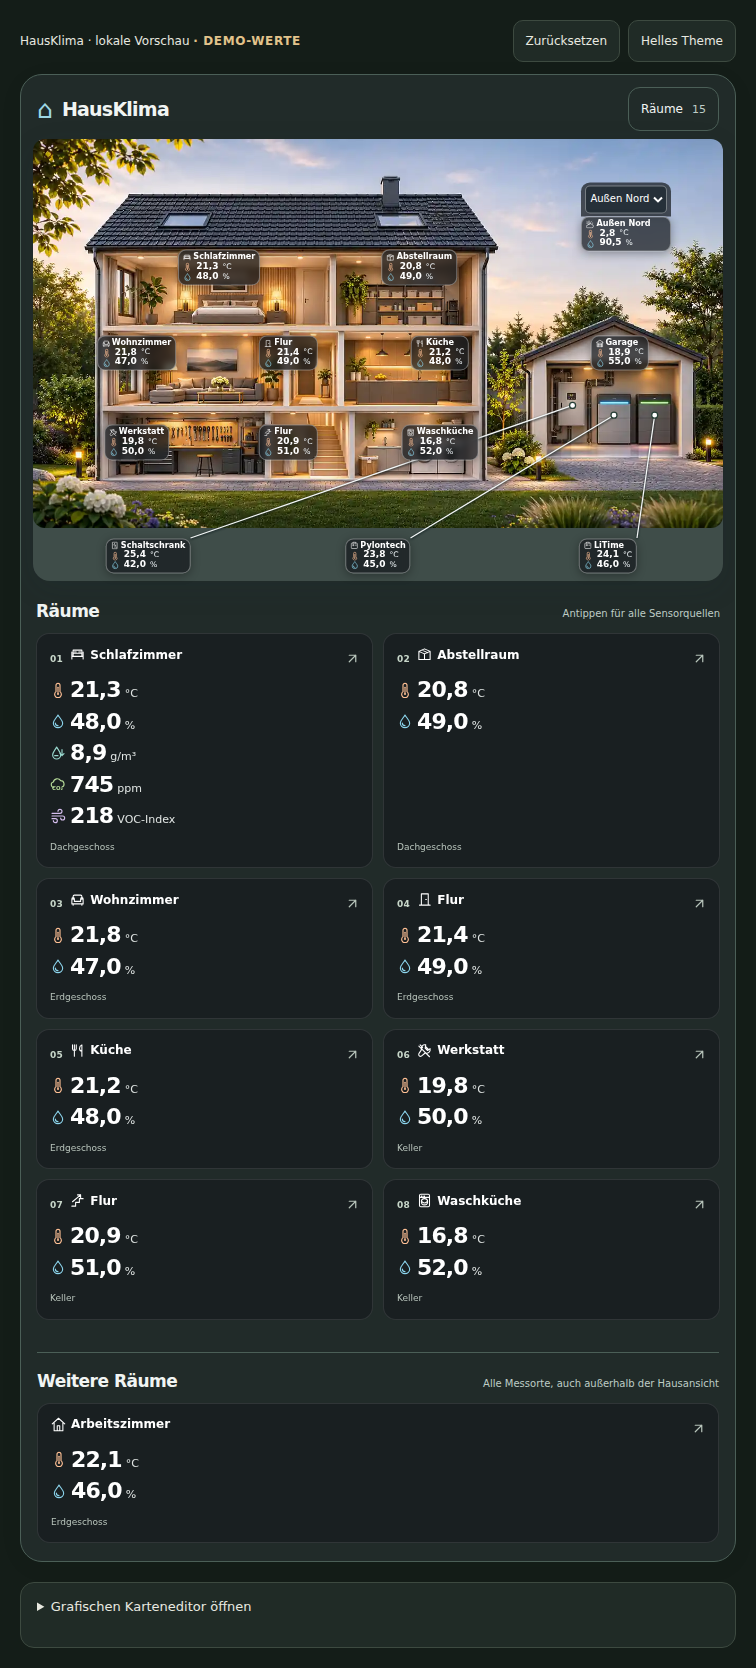 HausKlima · lokale Vorschau · DEMO-WERTE
Zurücksetzen
Helles Theme
HausKlima
Räume 15
Außen Nord
Außen Nord
2,8 °C
90,5 %
Schlafzimmer
21,3 °C
48,0 %
Abstellraum
20,8 °C
49,0 %
Wohnzimmer
21,8 °C
47,0 %
Flur
21,4 °C
49,0 %
Küche
21,2 °C
48,0 %
Garage
18,9 °C
55,0 %
Werkstatt
19,8 °C
50,0 %
Flur
20,9 °C
51,0 %
Waschküche
16,8 °C
52,0 %
Schaltschrank
25,4 °C
42,0 %
Pylontech
23,8 °C
45,0 %
LiTime
24,1 °C
46,0 %
Räume
Antippen für alle Sensorquellen
01 Schlafzimmer
21,3 °C
48,0 %
8,9 g/m³
745 ppm
218 VOC-Index
Dachgeschoss
02 Abstellraum
20,8 °C
49,0 %
Dachgeschoss
03 Wohnzimmer
21,8 °C
47,0 %
Erdgeschoss
04 Flur
21,4 °C
49,0 %
Erdgeschoss
05 Küche
21,2 °C
48,0 %
Erdgeschoss
06 Werkstatt
19,8 °C
50,0 %
Keller
07 Flur
20,9 °C
51,0 %
Keller
08 Waschküche
16,8 °C
52,0 %
Keller
Weitere Räume
Alle Messorte, auch außerhalb der Hausansicht
Arbeitszimmer
22,1 °C
46,0 %
Erdgeschoss
Grafischen Karteneditor öffnen